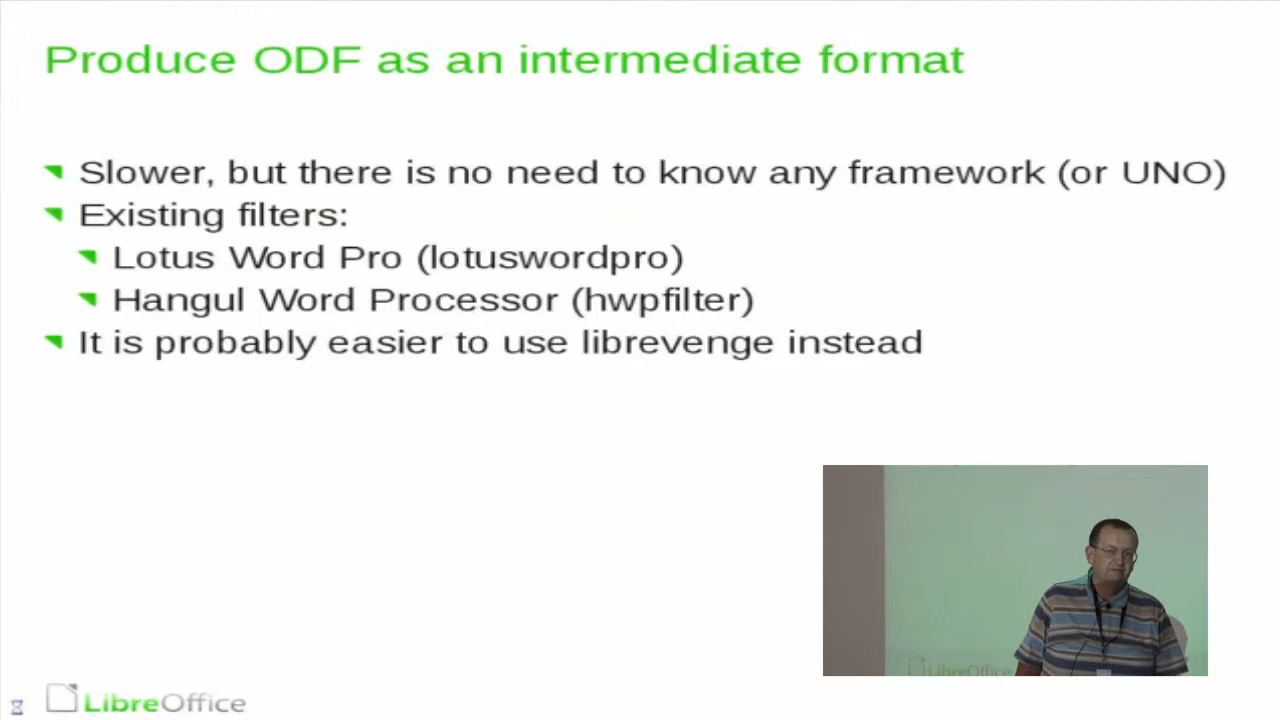 Produce ODF as an intermediate format
Slower, but there is no need to know any framework (or UNO)
Existing filters:
Lotus Word Pro (lotuswordpro)
Hangul Word Processor (hwpfilter)
It is probably easier to use librevenge instead
LibreOffice
LibreOffice